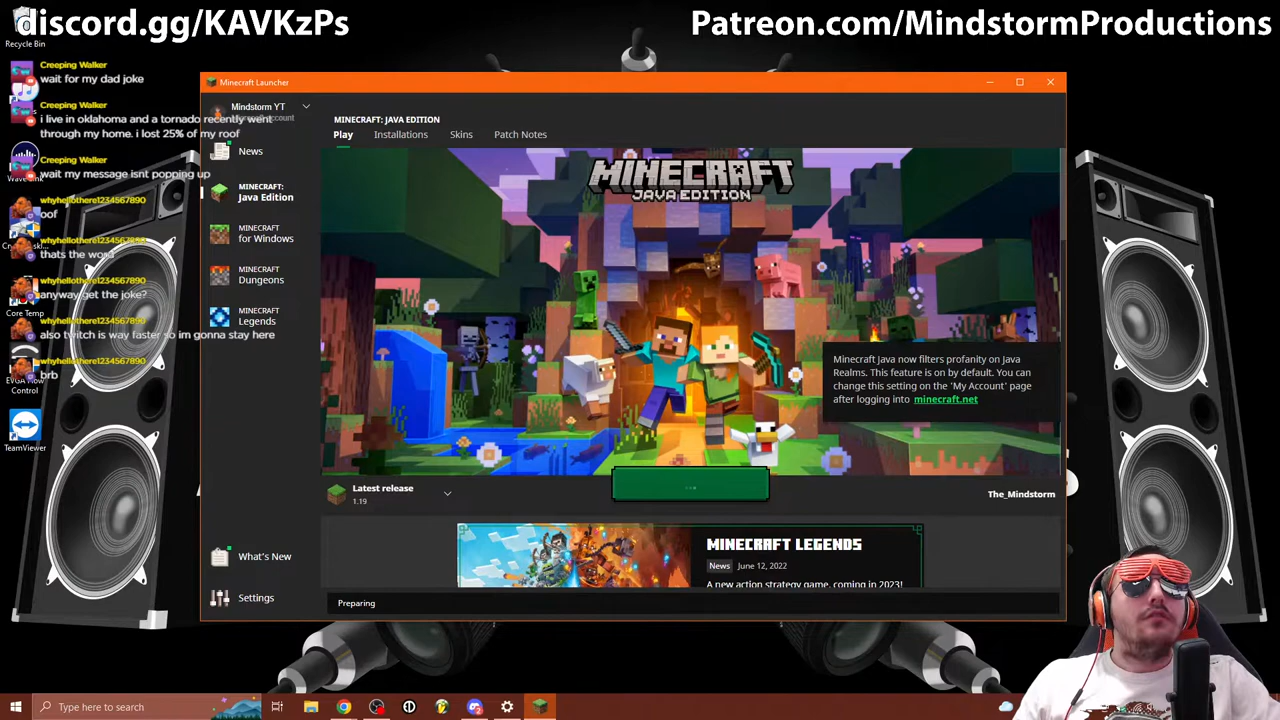 discord.gg/KAVKzPs
Patreon.com/MindstormProductions
Recycle Bin
Creeping Walker
wait for my dad joke
Creeping Walker
i live in oklahoma and a tornado recently went
through my home. i lost 25% of my roof
Creeping Walker
wait my message isnt popping up
whyhellothere1234567890
oof
whyhellothere1234567890
thats the word
whyhellothere1234567890
anyway get the joke?
Core Temp
whyhellothere1234567890
also twitch is way faster so im gonna stay here
whyhellothere1234567890
brb
Control
TeamViewer
Minecraft Launcher
Mindstorm YT
News
MINECRAFT:
Java Edition
MINECRAFT
for Windows
MINECRAFT
Dungeons
MINECRAFT
Legends
What's New
Settings
MINECRAFT: JAVA EDITION
Play
Installations
Skins
Patch Notes
MINECRAFT
JAVA EDITION
Minecraft Java now filters profanity on Java
Realms. This feature is on by default. You can
change this setting on the 'My Account' page
after logging into minecraft.net
Latest release
1.19
...
The_Mindstorm
MINECRAFT LEGENDS
News
June 12, 2022
A new action strategy game, coming in 2023!
Preparing
Type here to search